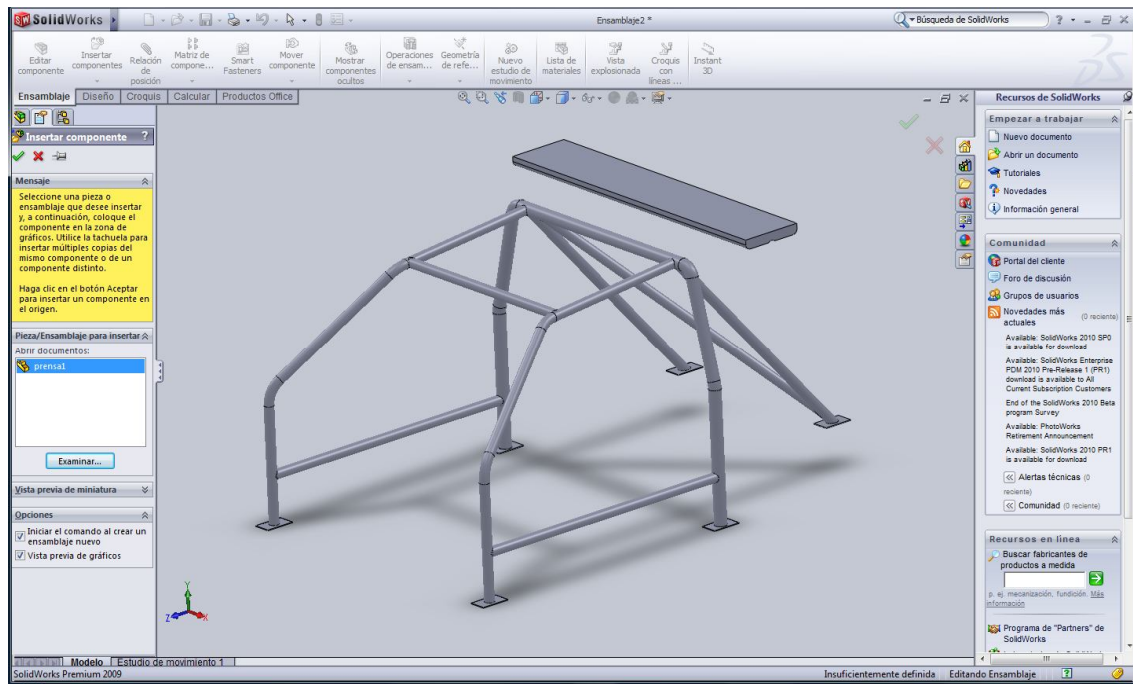 SolidWorks
Ensamblaje2 *
Búsqueda de SolidWorks
Editar componente
Insertar componentes
Relación de posición
Matriz de compone...
Smart Fasteners
Mover componente
Mostrar componentes ocultos
Operaciones de ensam...
Geometría de refe...
Nuevo estudio de movimiento
Lista de materiales
Vista explosionada
Croquis con líneas ...
Instant 3D
Ensamblaje Diseño Croquis Calcular Productos Office
Insertar componente ?
Mensaje
Seleccione una pieza o
ensamblaje que desee insertar
y, a continuación, coloque el
componente en la zona de
gráficos. Utilice la tachuela para
insertar múltiples copias del
mismo componente o de un
componente distinto.
Haga clic en el botón Aceptar
para insertar un componente en
el origen.
Pieza/Ensamblaje para insertar
Abrir documentos:
prensa1
Examinar...
Vista previa de miniatura
Opciones
Iniciar el comando al crear un
ensamblaje nuevo
Vista previa de gráficos
Y
Z X
Modelo Estudio de movimiento 1
SolidWorks Premium 2009
Insuficientemente definida Editando Ensamblaje
Recursos de SolidWorks
Empezar a trabajar
Nuevo documento
Abrir un documento
Tutoriales
Novedades
Información general
Comunidad
Portal del cliente
Foro de discusión
Grupos de usuarios
Novedades más
actuales (0 reciente)
Available: SolidWorks 2010 SP0
is available for download
Available: SolidWorks Enterprise
PDM 2010 Pre-Release 1 (PR1)
download is available to All
Current Subscription Customers
End of the SolidWorks 2010 Beta
program Survey
Available: PhotoWorks
Retirement Announcement
Available: SolidWorks 2010 PR1
is available for download
Alertas técnicas (0
reciente)
Comunidad (0 reciente)
Recursos en línea
Buscar fabricantes de
productos a medida
p. ej. mecanización, fundición. Más
información
Programa de "Partners" de
SolidWorks